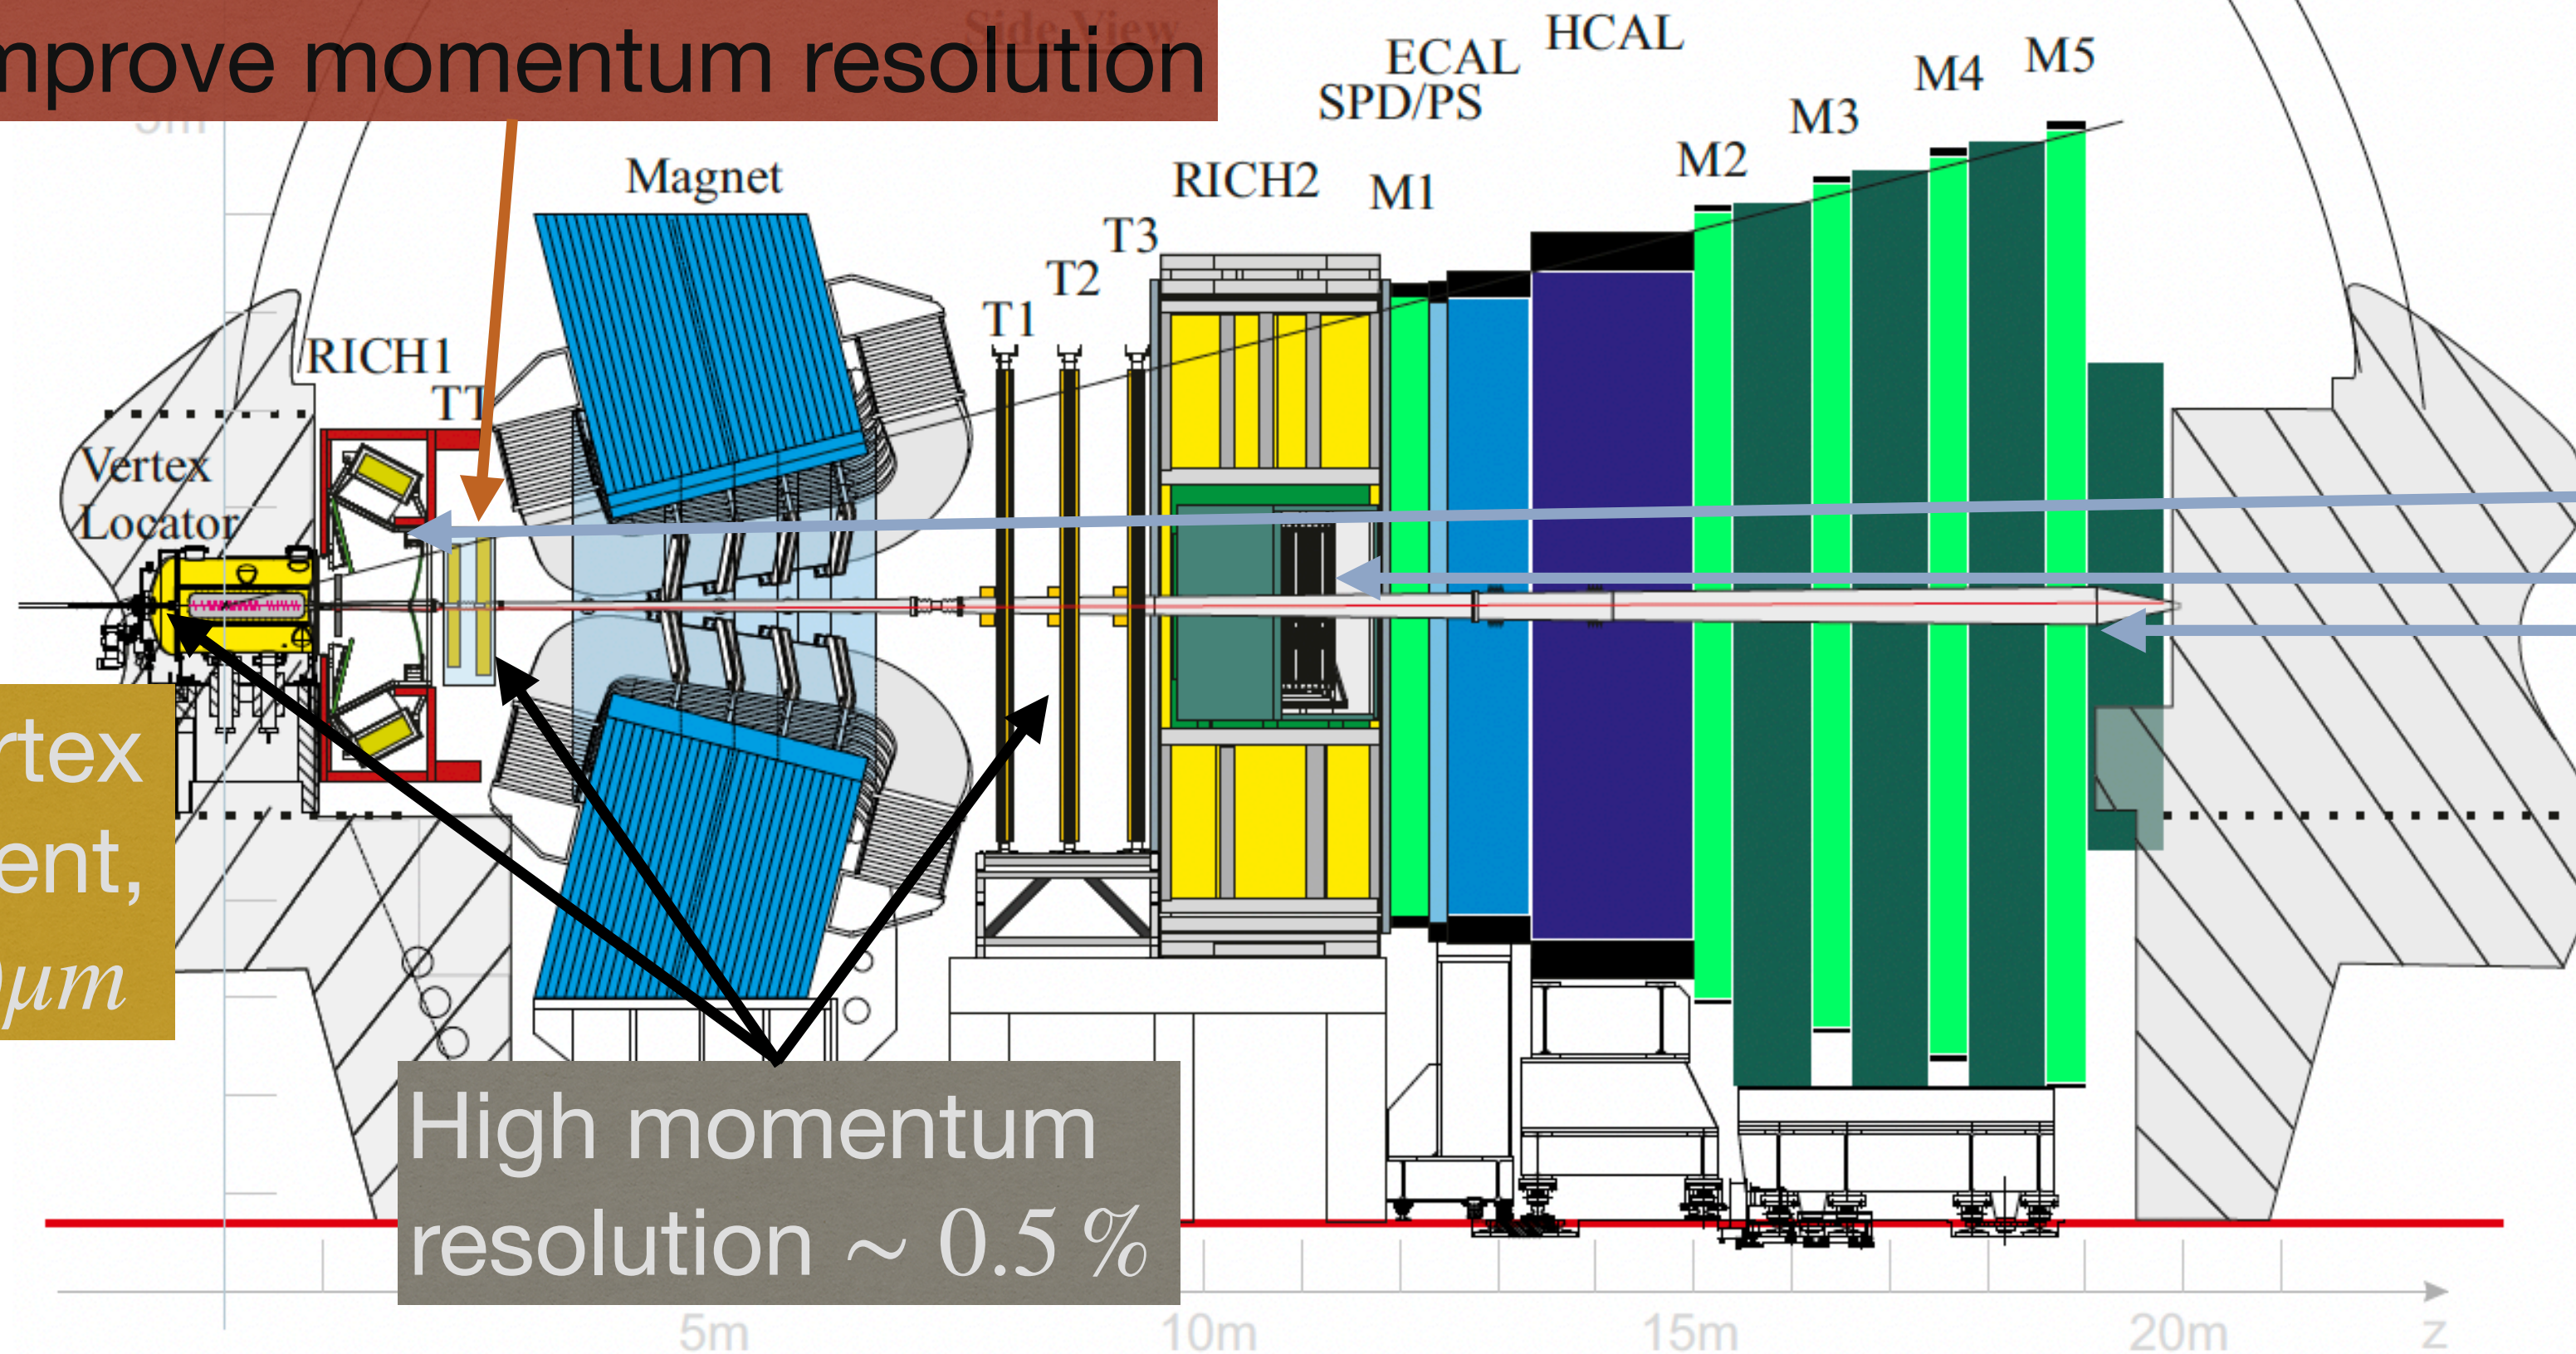 Side View
mprove momentum resolution
5m
HCAL
ECAL
SPD/PS
M5
M4
M3
M2
Magnet
RICH2
M1
T3
T2
T1
RICH1
TT
Vertex
Locator
rtex
ent,
μm
High momentum
resolution ~ 0.5 %
5m
10m
15m
20m
z